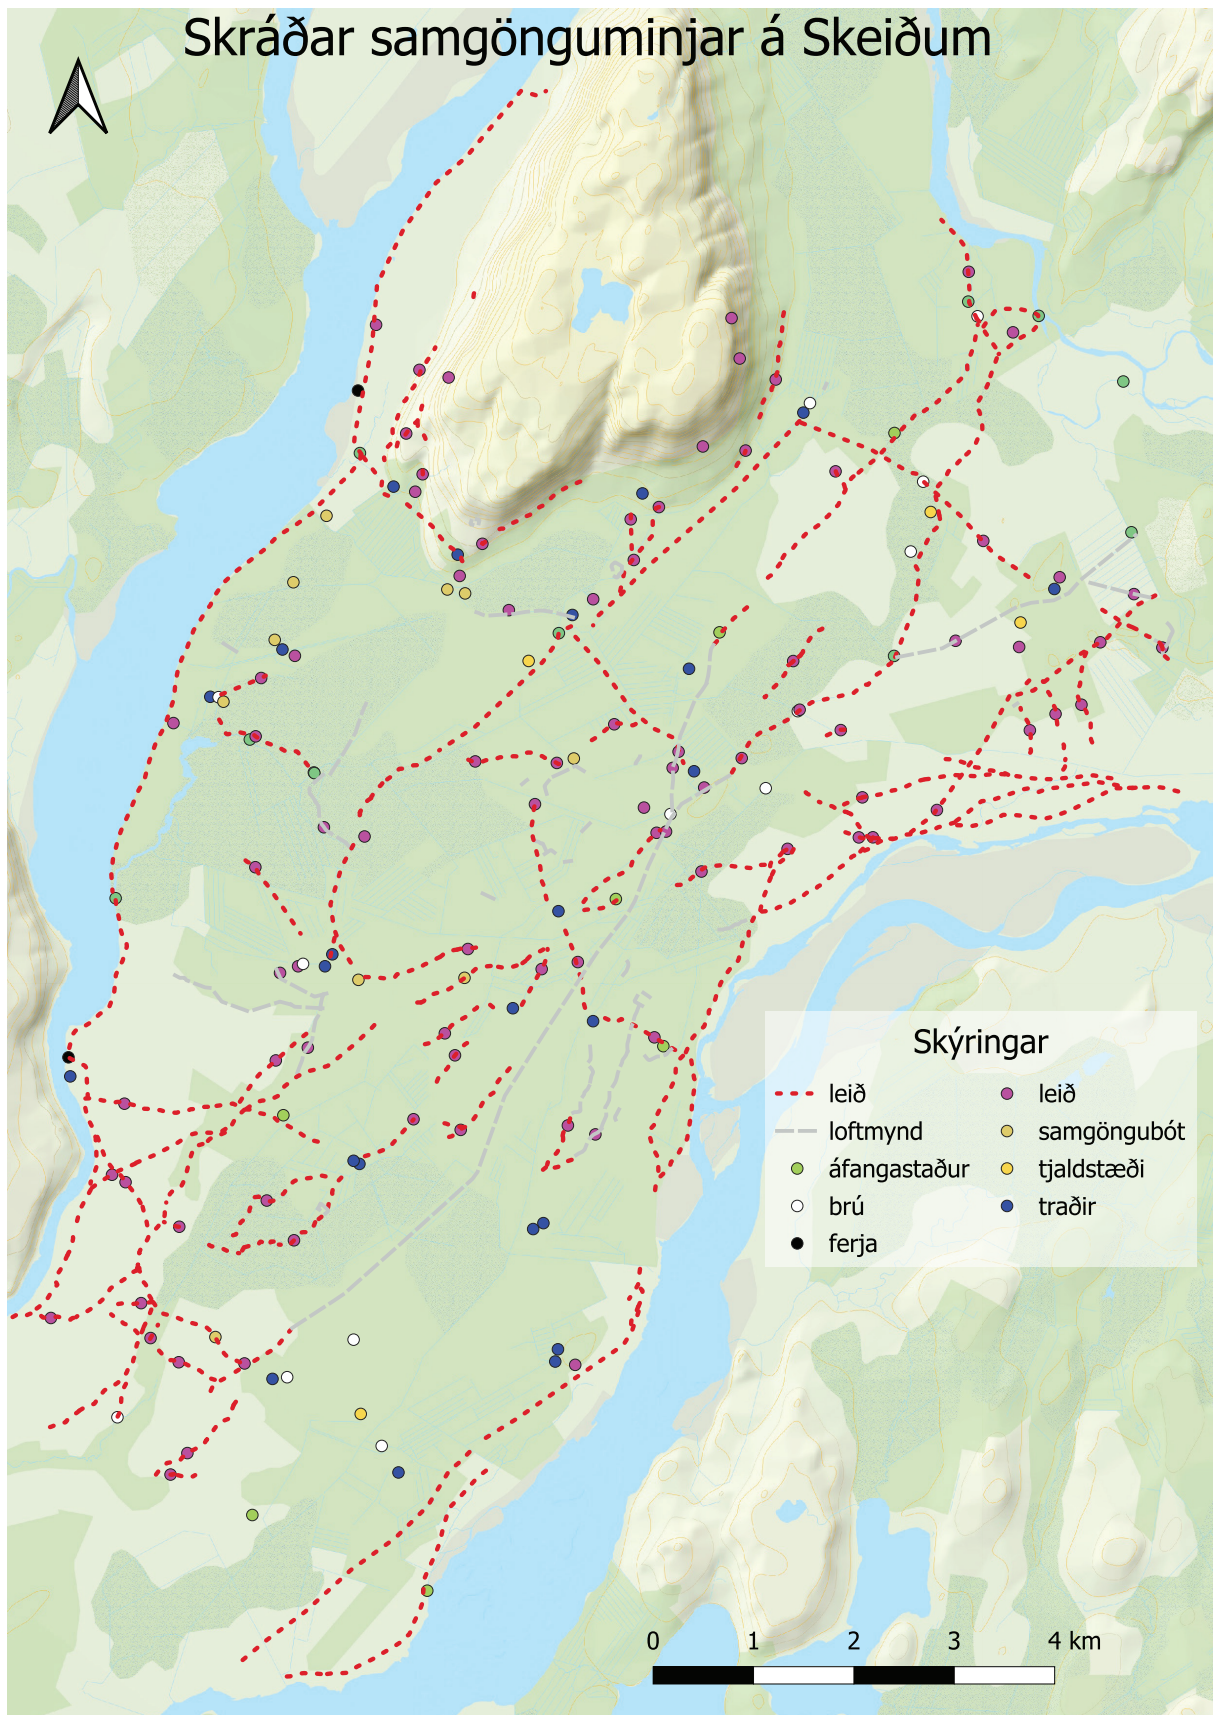 Skráðar samgönguminjar á Skeiðum
Skýringar
leið
loftmynd
áfangastaður
brú
ferja
leið
samgöngubót
tjaldstæði
traðir
0 1 2 3 4 km